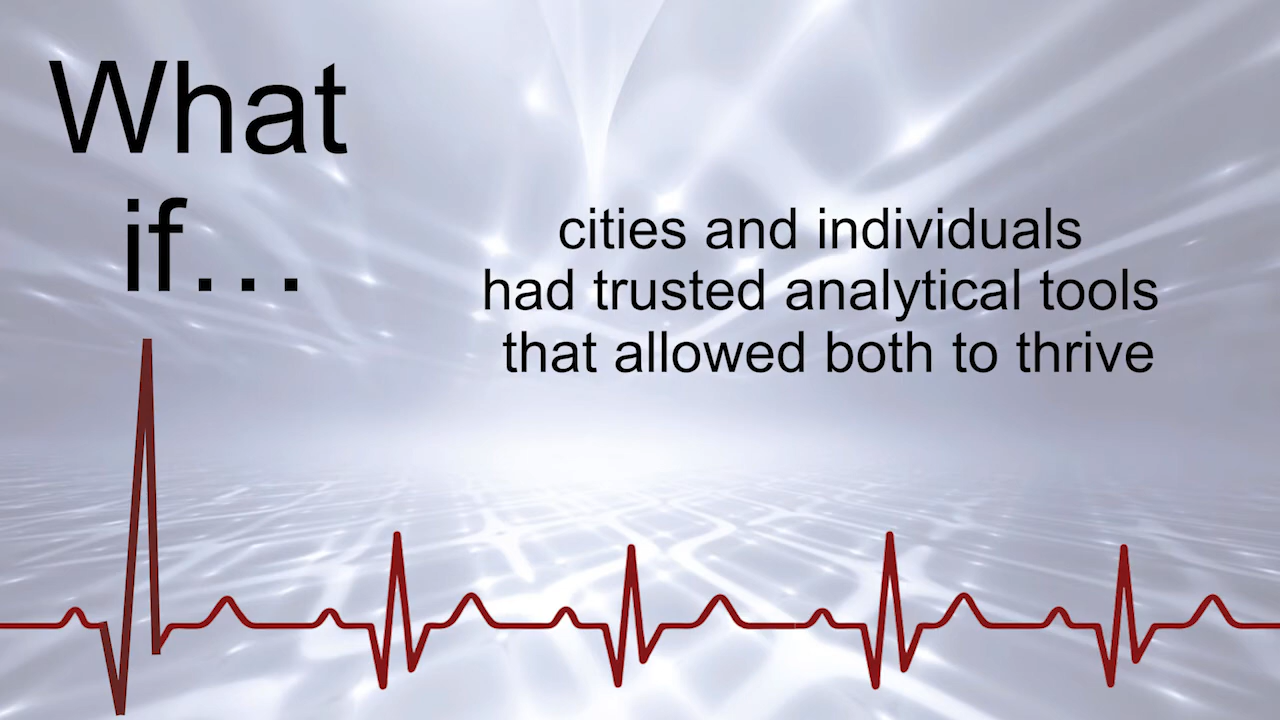 What
if…
cities and individuals
had trusted analytical tools
that allowed both to thrive